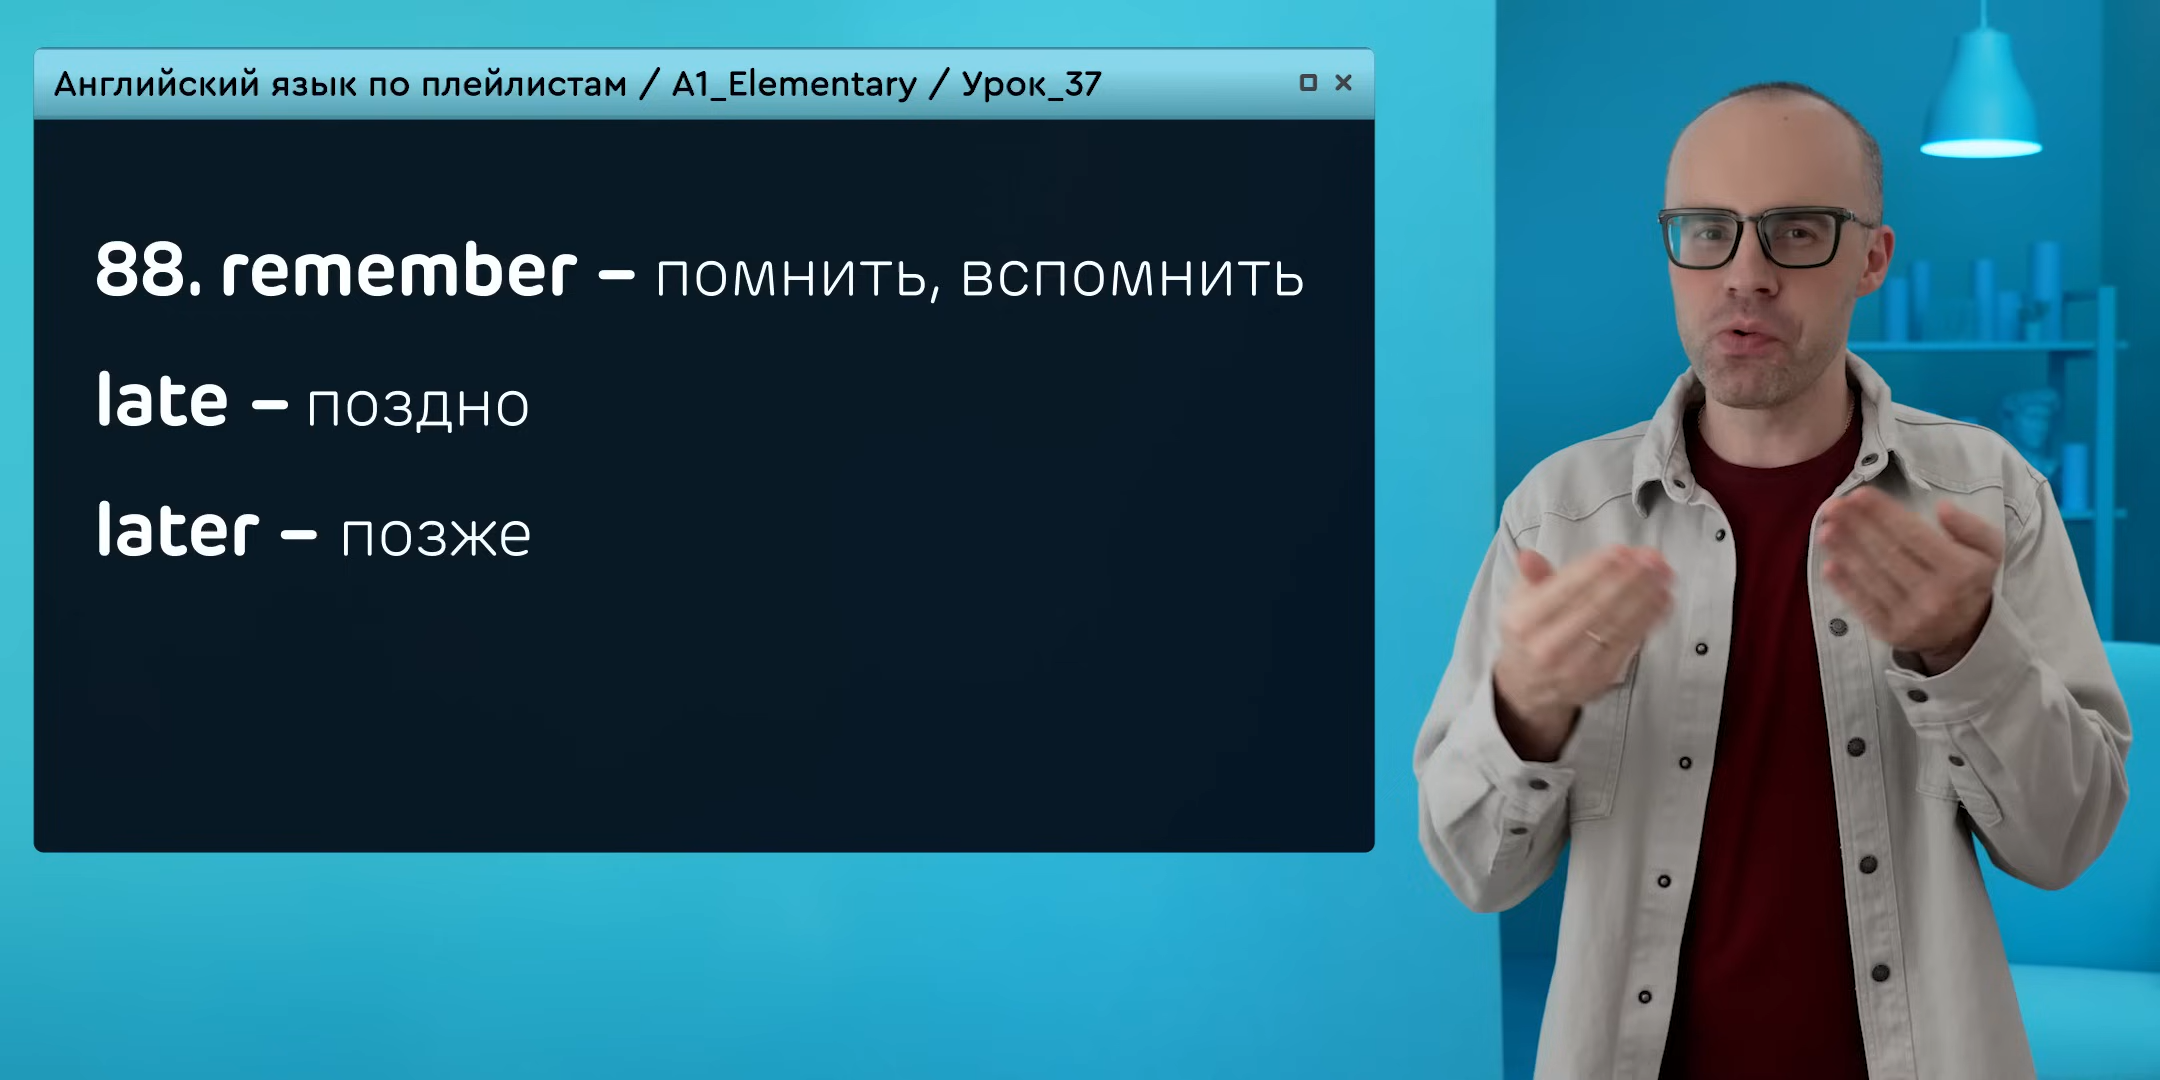 Английский язык по плейлистам / A1_Elementary / Урок_37
88. remember – помнить, вспомнить
late – поздно
later – позже